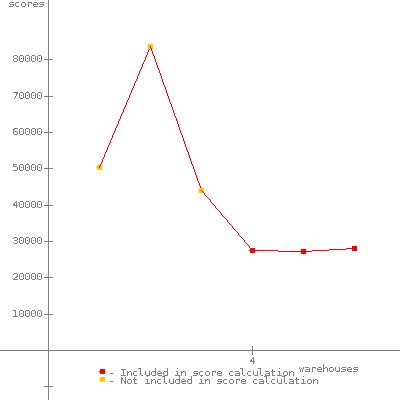 scores
80000
70000
60000
50000
40000
30000
20000
10000
4
warehouses
- Included in score calculation
- Not included in score calculation